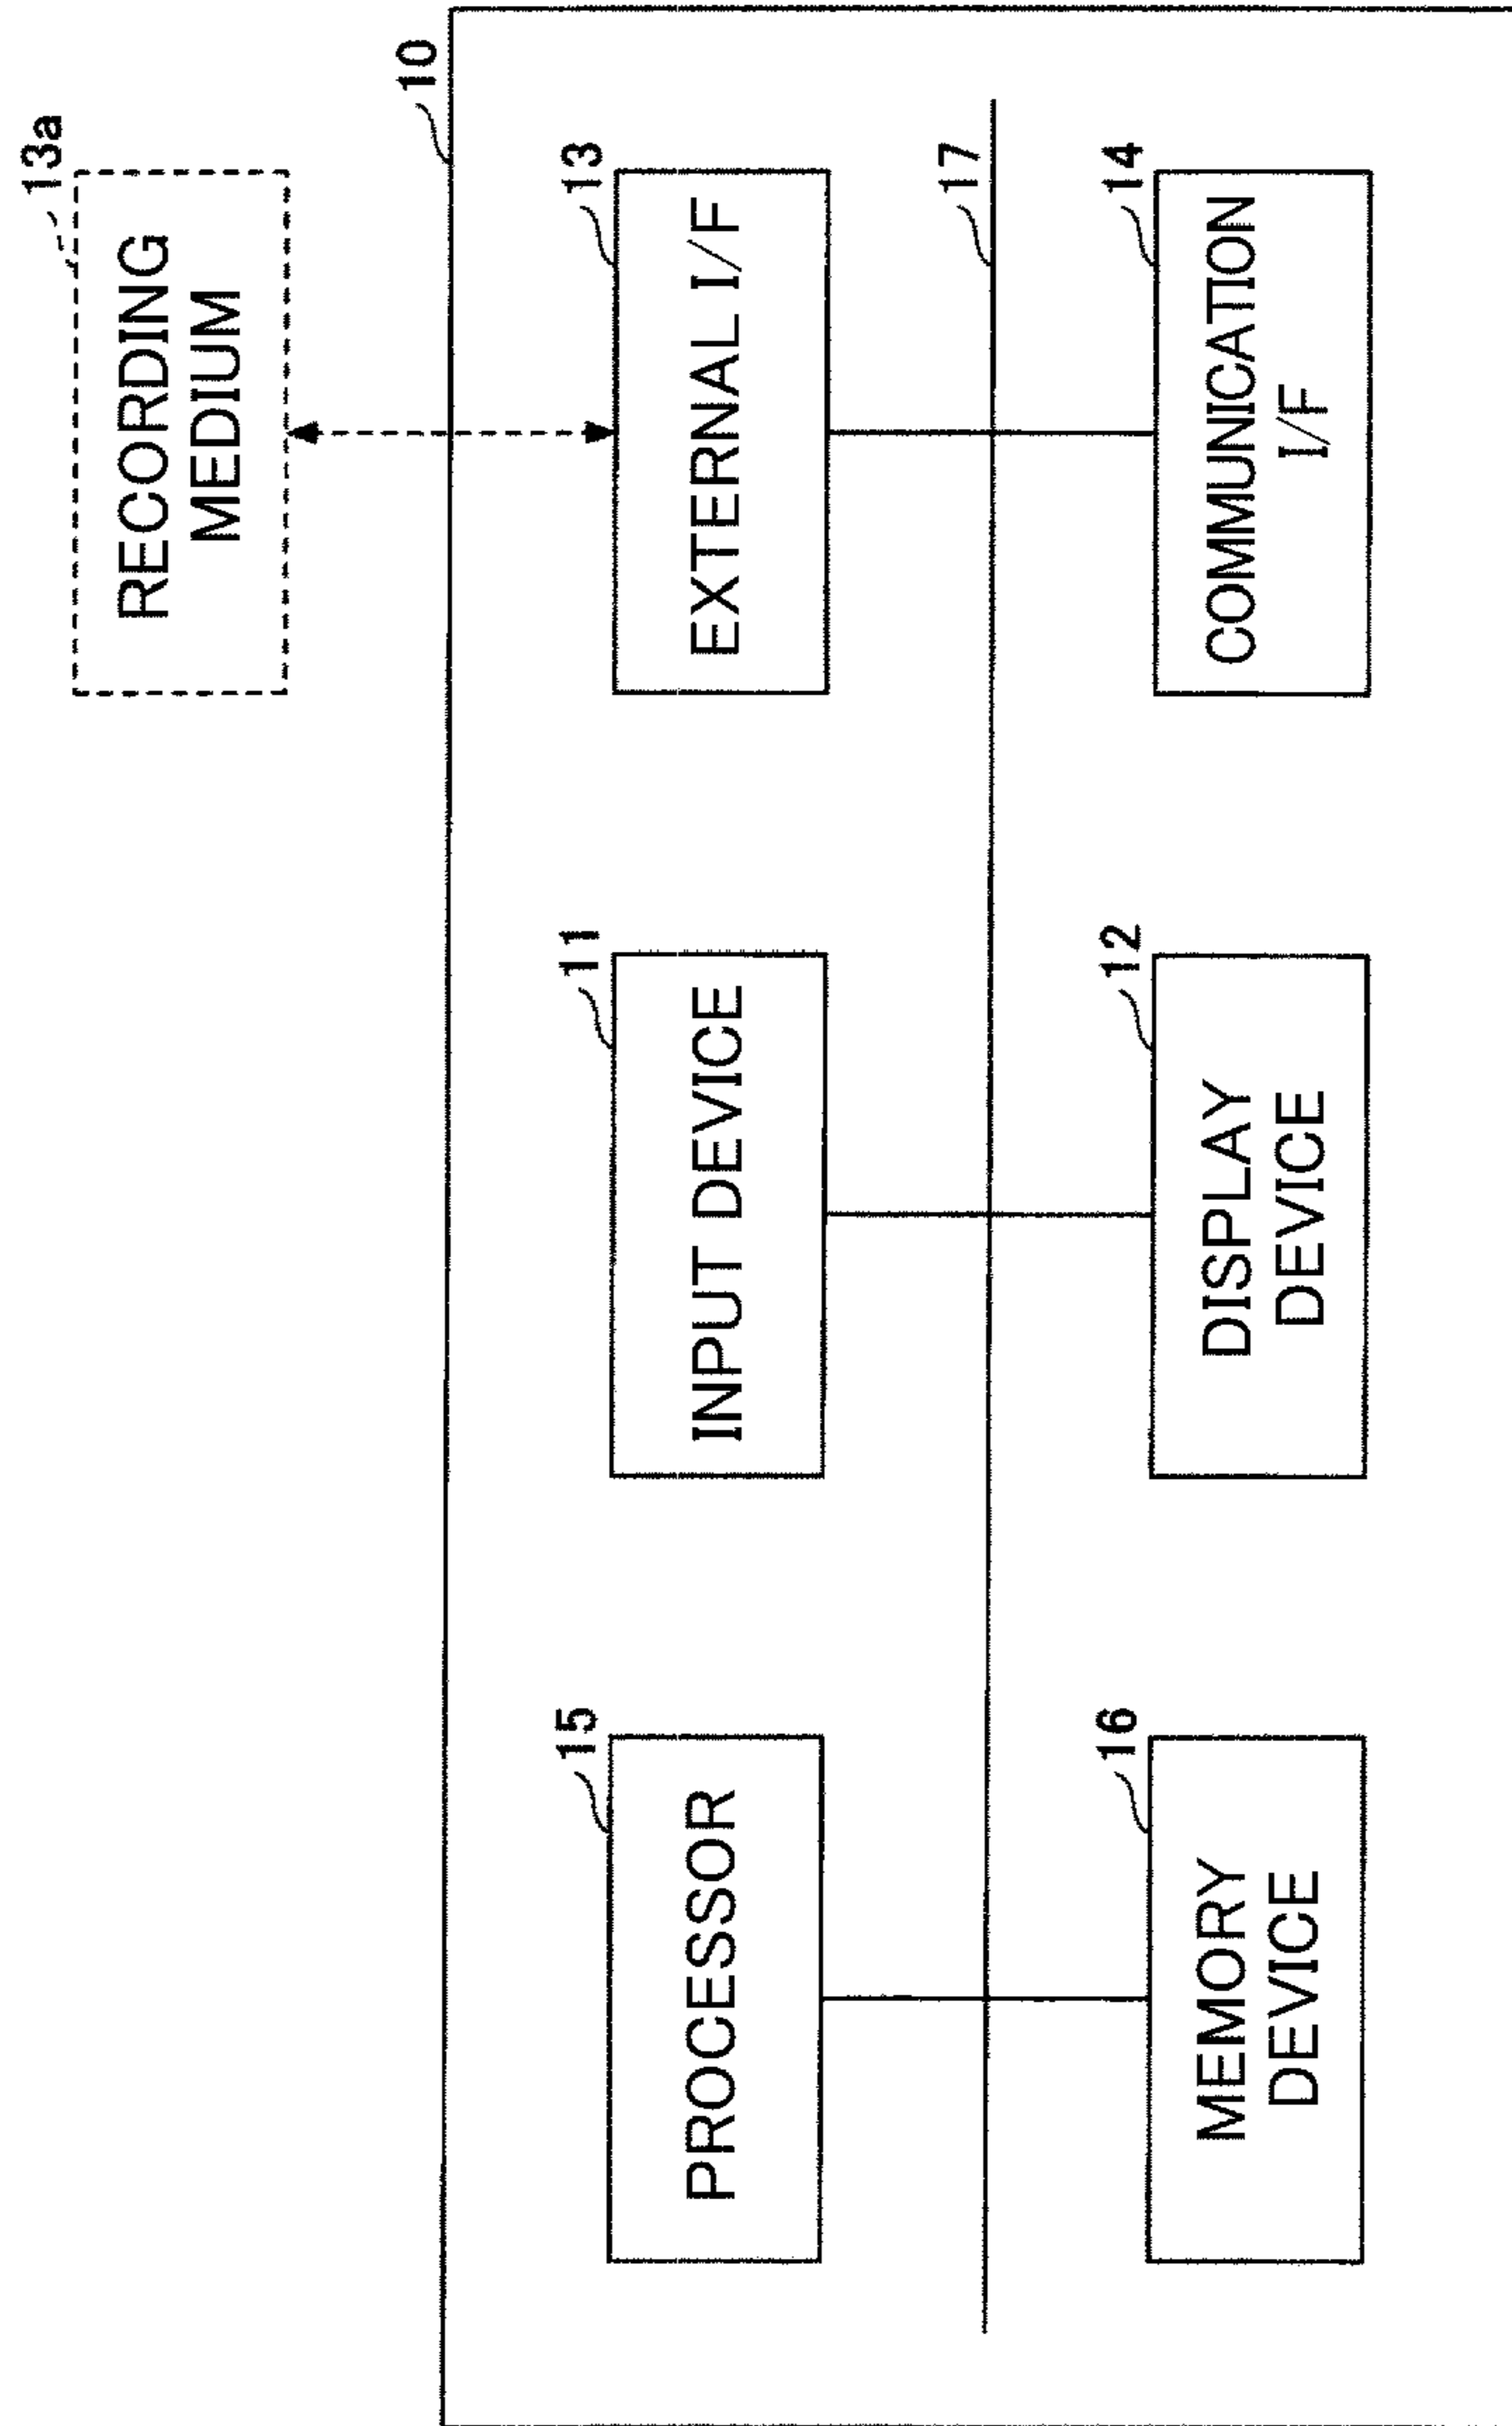 13a
RECORDING
MEDIUM
10
15
PROCESSOR
11
INPUT DEVICE
13
EXTERNAL I/F
17
16
MEMORY
DEVICE
12
DISPLAY
DEVICE
14
COMMUNICATION
I/F